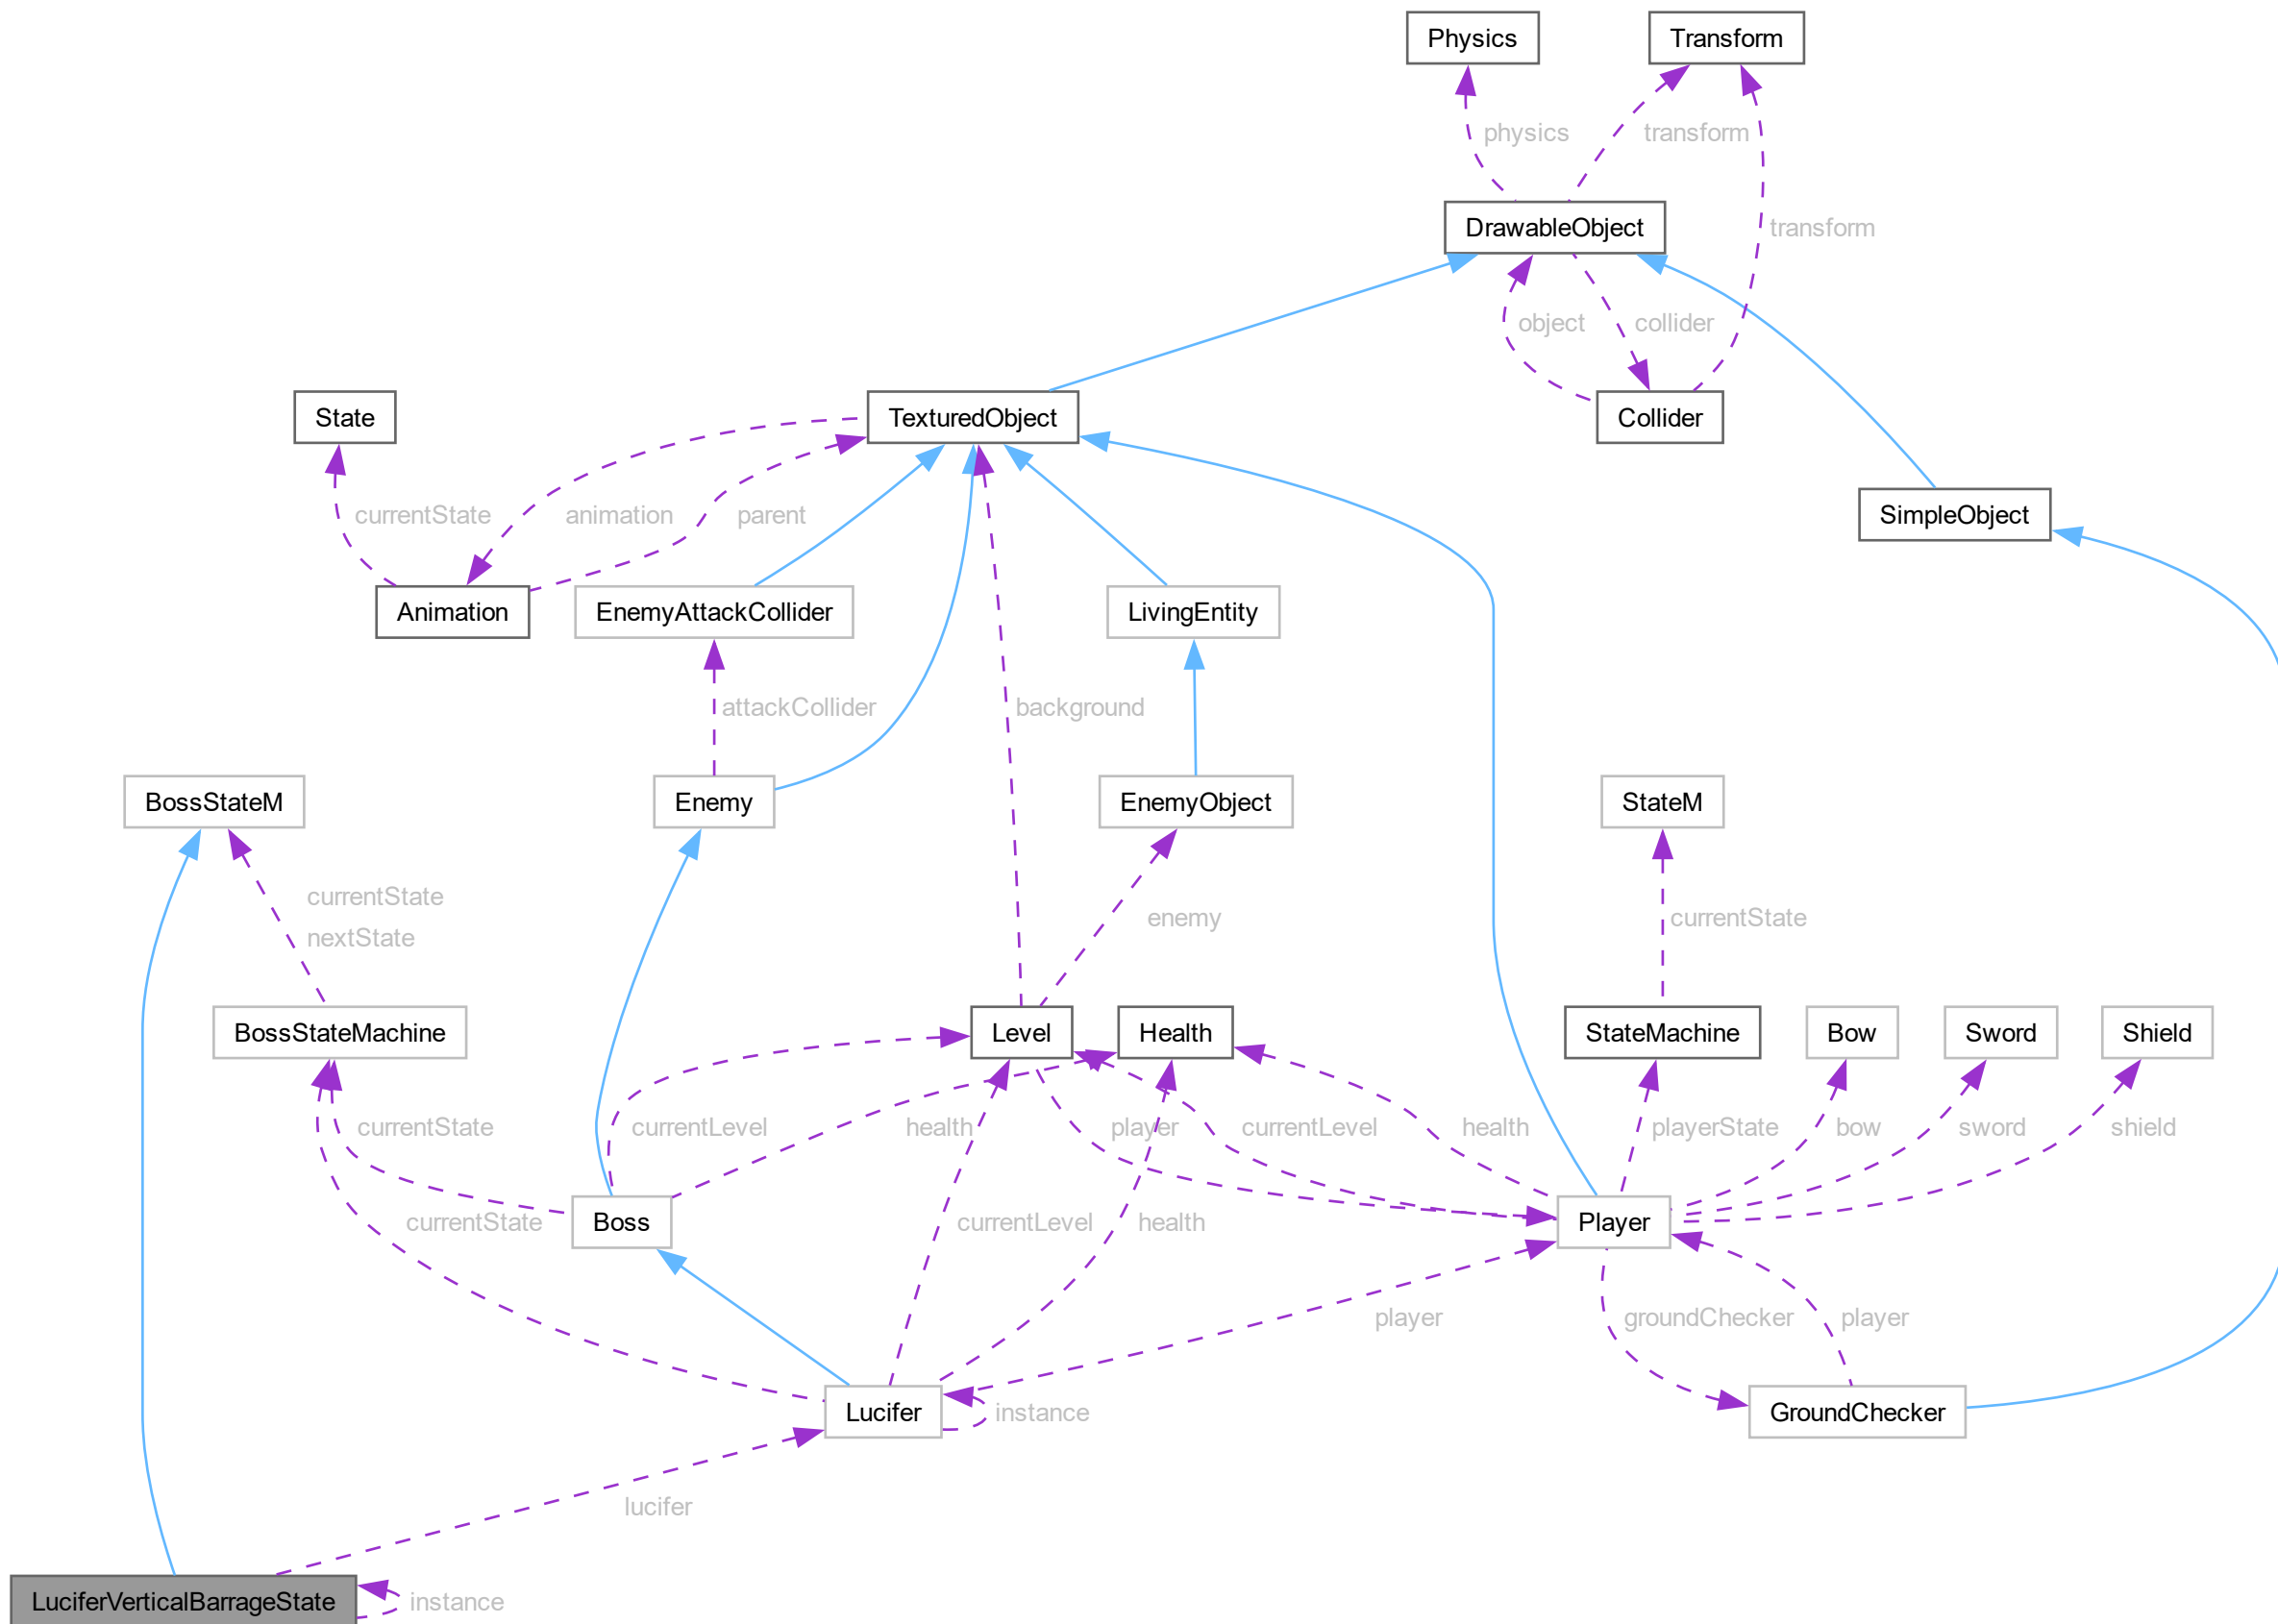 Physics
Transform
physics
transform
DrawableObject
transform
object
collider
State
TexturedObject
Collider
currentState
animation
parent
SimpleObject
Animation
EnemyAttackCollider
LivingEntity
attackCollider
background
BossStateM
Enemy
EnemyObject
StateM
currentState
nextState
enemy
currentState
BossStateMachine
Level
Health
StateMachine
Bow
Sword
Shield
currentState
currentLevel
health
player
currentLevel
health
playerState
bow
sword
shield
currentState
Boss
currentLevel
health
Player
player
groundChecker
player
Lucifer
instance
GroundChecker
lucifer
LuciferVerticalBarrageState
instance